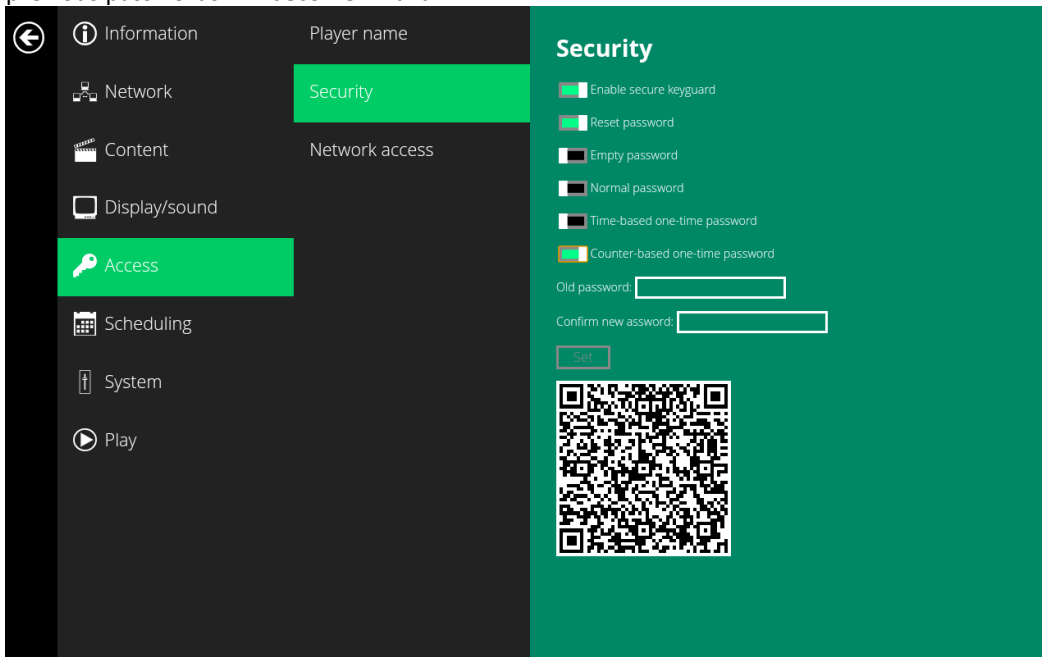 Information
Network
Content
Display/sound
Access
Scheduling
System
Play
Player name
Security
Network access
Security
Enable secure keyguard
Reset password
Empty password
Normal password
Time-based one-time password
Counter-based one-time password
Old password:
Confirm new assword:
Set